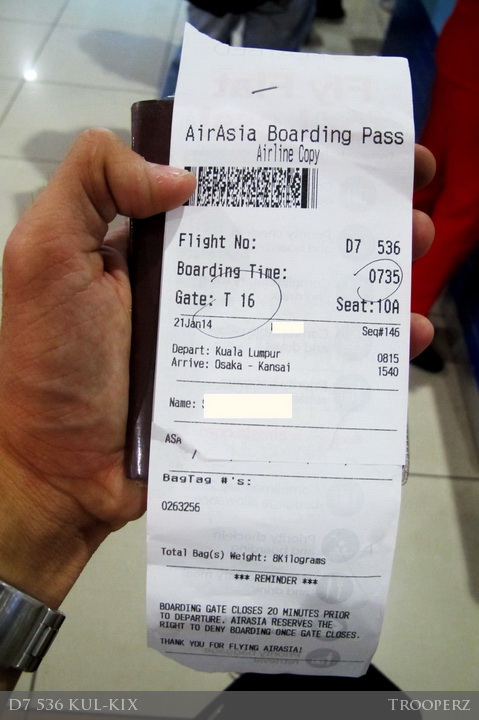 AirAsia Boarding Pass
Airline Copy
Flight No: D7 536
Boarding Time: 0735
Gate: T 16 Seat:10A
21Jan14 Seq#146
Depart: Kuala Lumpur 0815
Arrive: Osaka - Kansai 1540
Name:
ASA
BagTag #'s:
0263256
Total Bag(s) Weight: 8Kilograms
*** REMINDER ***
BOARDING GATE CLOSES 20 MINUTES PRIOR
TO DEPARTURE. AIRASIA RESERVES THE
RIGHT TO DENY BOARDING ONCE GATE CLOSES.
THANK YOU FOR FLYING AIRASIA!
D7 536 KUL-KIX TROOPERZ